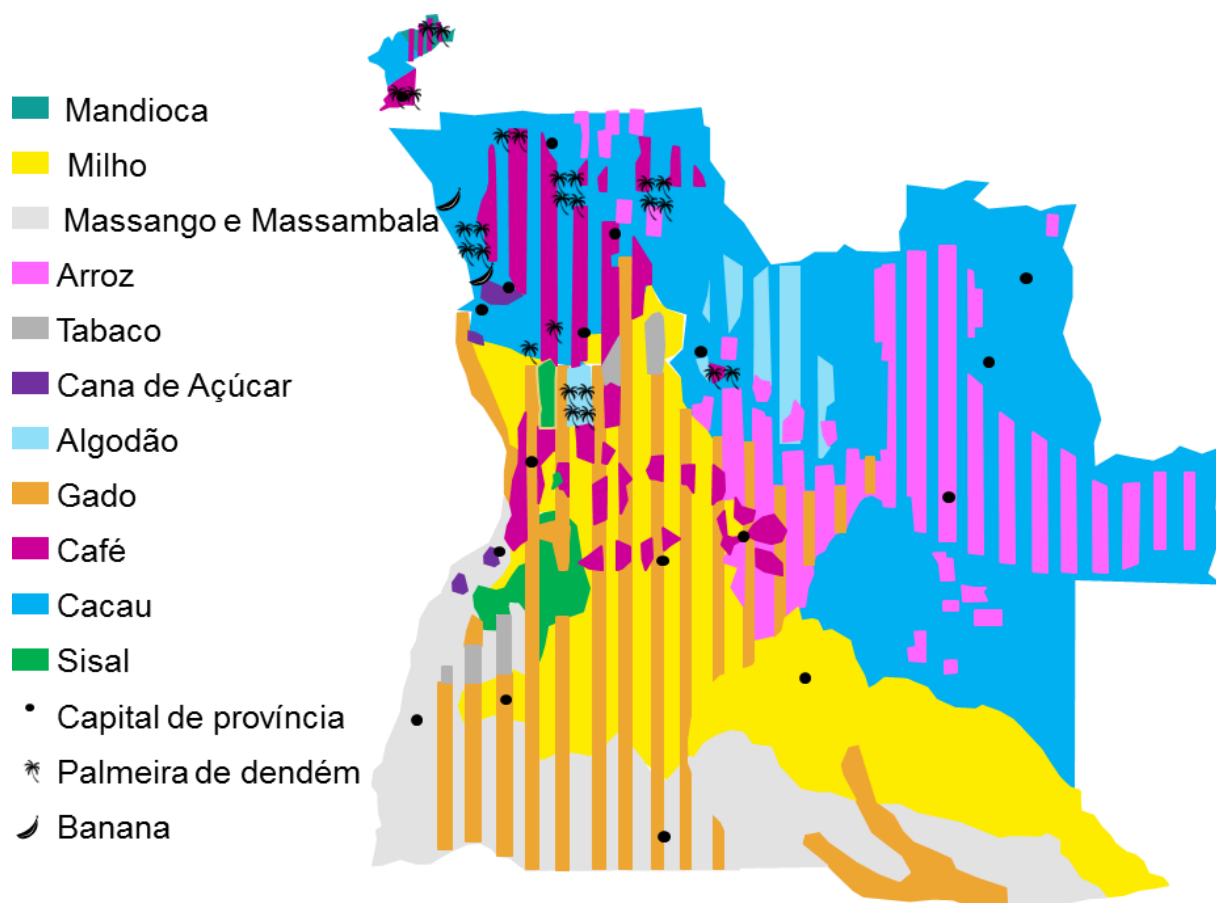 Mandioca
Milho
Massango e Massambala
Arroz
Tabaco
Cana de Açúcar
Algodão
Gado
Café
Cacau
Sisal
Capital de província
Palmeira de dendém
Banana